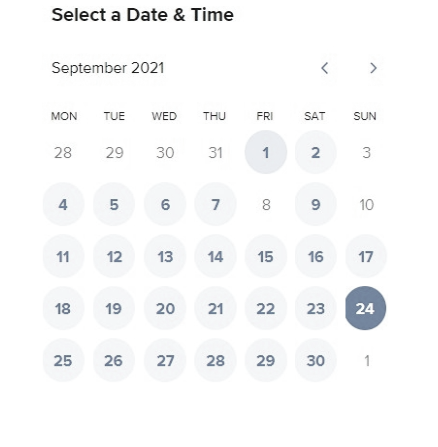 Select a Date & Time
September 2021
MON TUE WED THU FRI SAT SUN
28 29 30 31 1 2 3
4 5 6 7 8 9 10
11 12 13 14 15 16 17
18 19 20 21 22 23 24
25 26 27 28 29 30 1